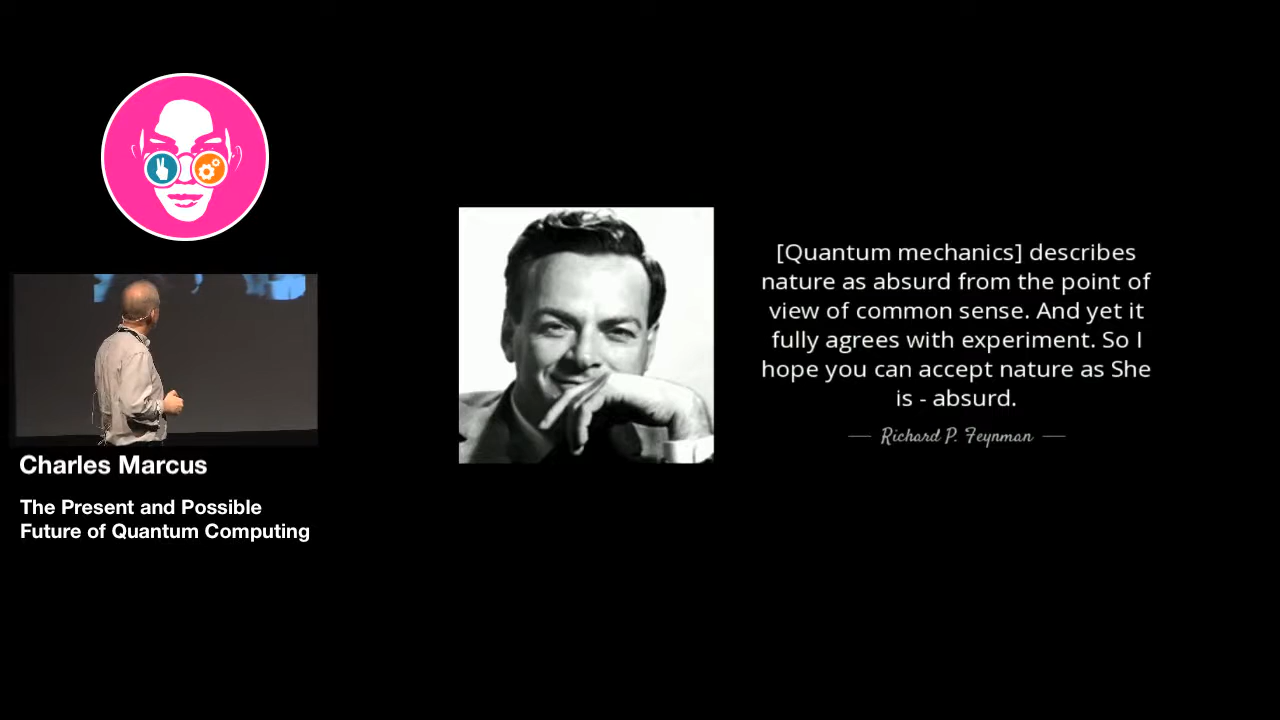 Charles Marcus
The Present and Possible
Future of Quantum Computing
[Quantum mechanics] describes
nature as absurd from the point of
view of common sense. And yet it
fully agrees with experiment. So I
hope you can accept nature as She
is - absurd.
Richard P. Feynman